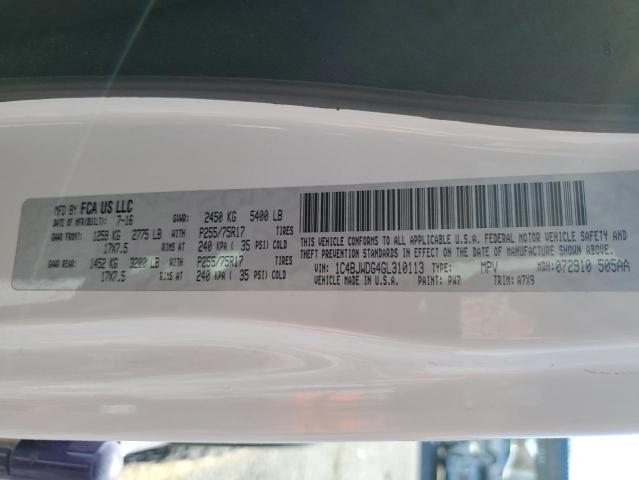 MFD BY FCA US LLC
DATE OF MFR(BUILT): 7-16 GVWR: 2450 KG 5400 LB
GAWR FRONT: 1259 KG 2775 LB WITH P255/75R17 TIRES
17X7.5 RIMS AT 240 KPA ( 35 PSI) COLD
GAWR REAR: 1452 KG 3200 LB WITH P255/75R17 TIRES
17X7.5 RIMS AT 240 KPA ( 35 PSI) COLD
THIS VEHICLE CONFORMS TO ALL APPLICABLE U.S.A. FEDERAL MOTOR VEHICLE SAFETY AND
THEFT PREVENTION STANDARDS IN EFFECT ON THE DATE OF MANUFACTURE SHOWN ABOVE.
VIN: 1C4BJWDG4GL310113 TYPE: MPV MDH: 072910 505AA
VEHICLE MADE IN U.S.A. PAINT: PW7 TRIM: A7X9